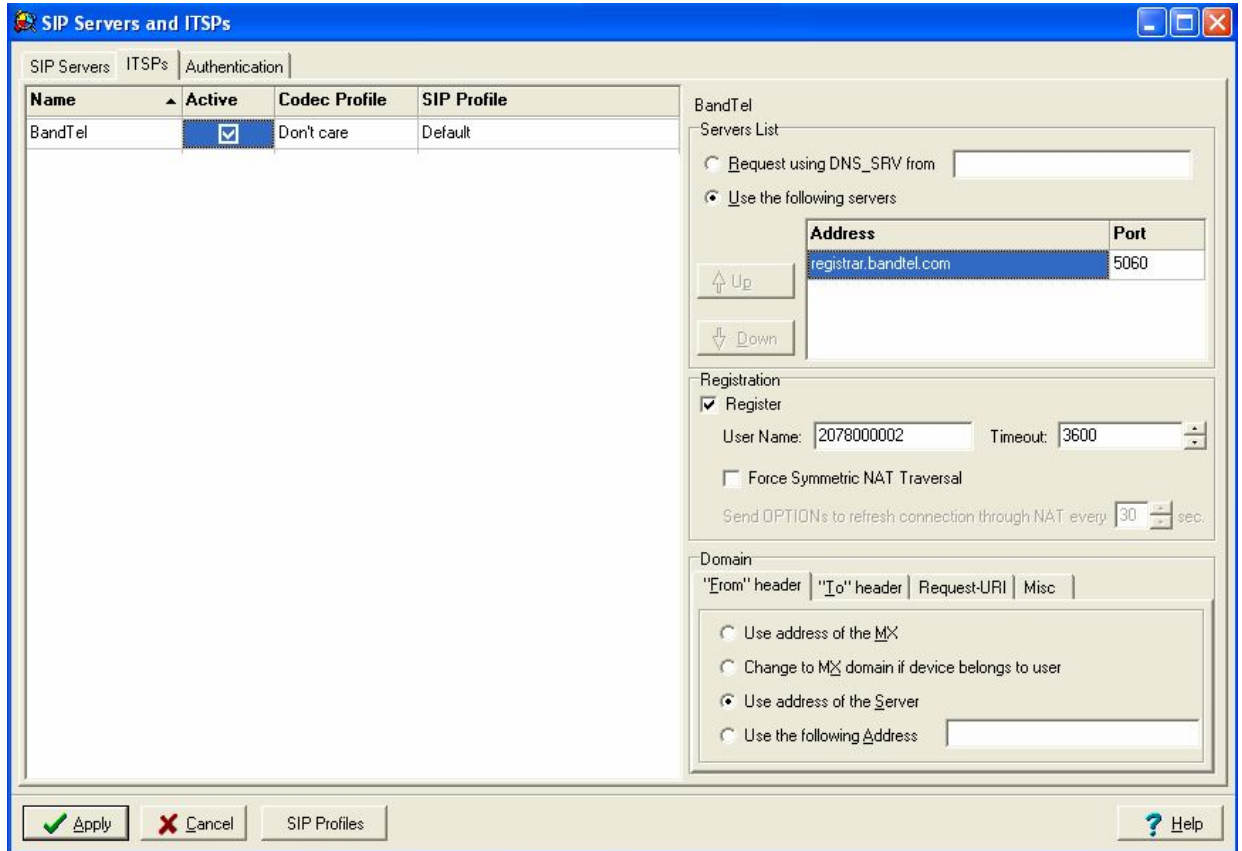 SIP Servers and ITSPs
SIP Servers ITSPs Authentication
Name Active Codec Profile SIP Profile
BandTel Don't care Default
BandTel
Servers List
Request using DNS_SRV from
Use the following servers
Address Port
registrar.bandtel.com 5060
Up
Down
Registration
Register
User Name: 2078000002 Timeout: 3600
Force Symmetric NAT Traversal
Send OPTIONs to refresh connection through NAT every 30 sec.
Domain
"From" header "To" header Request-URI Misc
Use address of the MX
Change to MX domain if device belongs to user
Use address of the Server
Use the following Address
Apply Cancel SIP Profiles ? Help